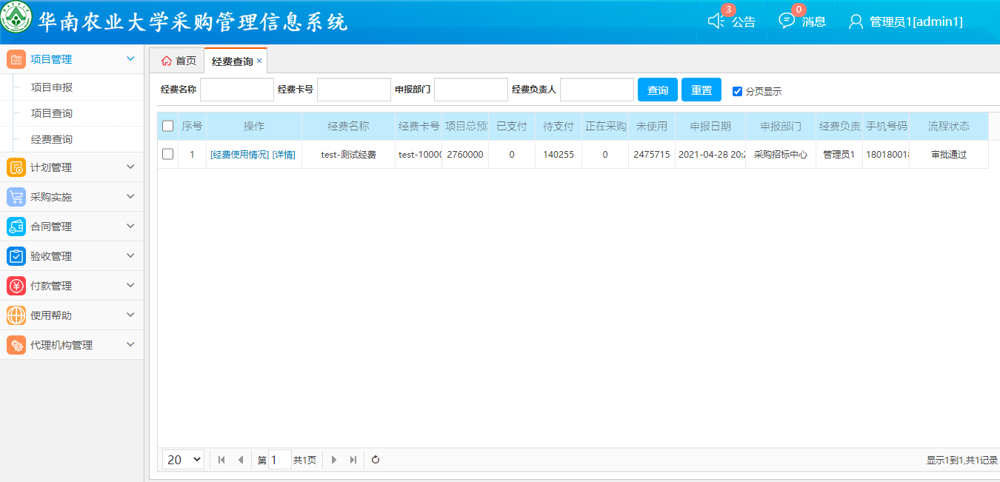 华南农业大学采购管理信息系统
3
公告
0
消息
管理员1[admin1]
项目管理
项目申报
项目查询
经费查询
计划管理
采购实施
合同管理
验收管理
付款管理
使用帮助
代理机构管理
首页 经费查询 ×
经费名称 经费卡号 申报部门 经费负责人 查询 重置 分页显示
序号 操作 经费名称 经费卡号 项目总预 已支付 待支付 正在采购 未使用 申报日期 申报部门 经费负责 手机号码 流程状态
1 [经费使用情况] [详情] test-测试经费 test-1000 2760000 0 140255 0 2475715 2021-04-28 20: 采购招标中心 管理员1 18018001 审批通过
20 第 1 共1页 显示1到1,共1记录